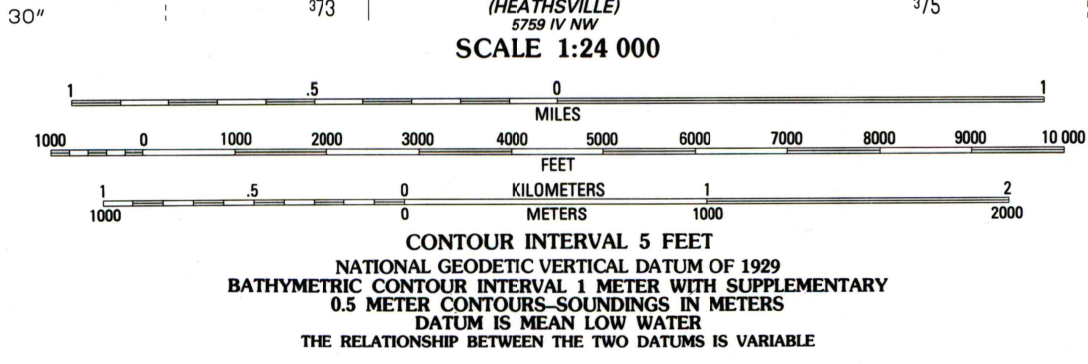 30" 373 (HEATHSVILLE) 375
5759 IV NW
SCALE 1:24 000
1 .5 0 1
MILES
1000 0 1000 2000 3000 4000 5000 6000 7000 8000 9000 10 000
FEET
1 .5 0 KILOMETERS 1 2
1000 0 METERS 1000 2000
CONTOUR INTERVAL 5 FEET
NATIONAL GEODETIC VERTICAL DATUM OF 1929
BATHYMETRIC CONTOUR INTERVAL 1 METER WITH SUPPLEMENTARY
0.5 METER CONTOURS–SOUNDINGS IN METERS
DATUM IS MEAN LOW WATER
THE RELATIONSHIP BETWEEN THE TWO DATUMS IS VARIABLE